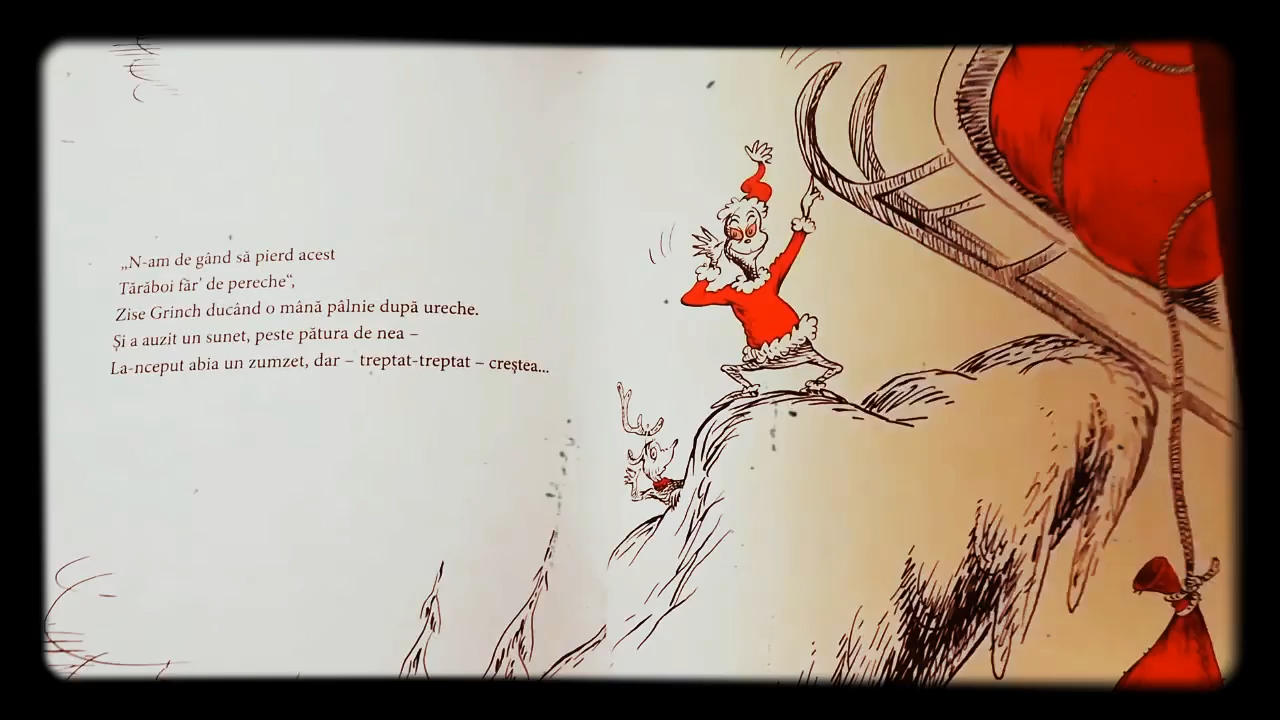 „N-am de gând să pierd acest
Tărăboi făr' de pereche“,
Zise Grinch ducând o mână pâlnie după ureche.
Și a auzit un sunet, peste pătura de nea –
La-nceput abia un zumzet, dar – treptat-treptat – creștea...